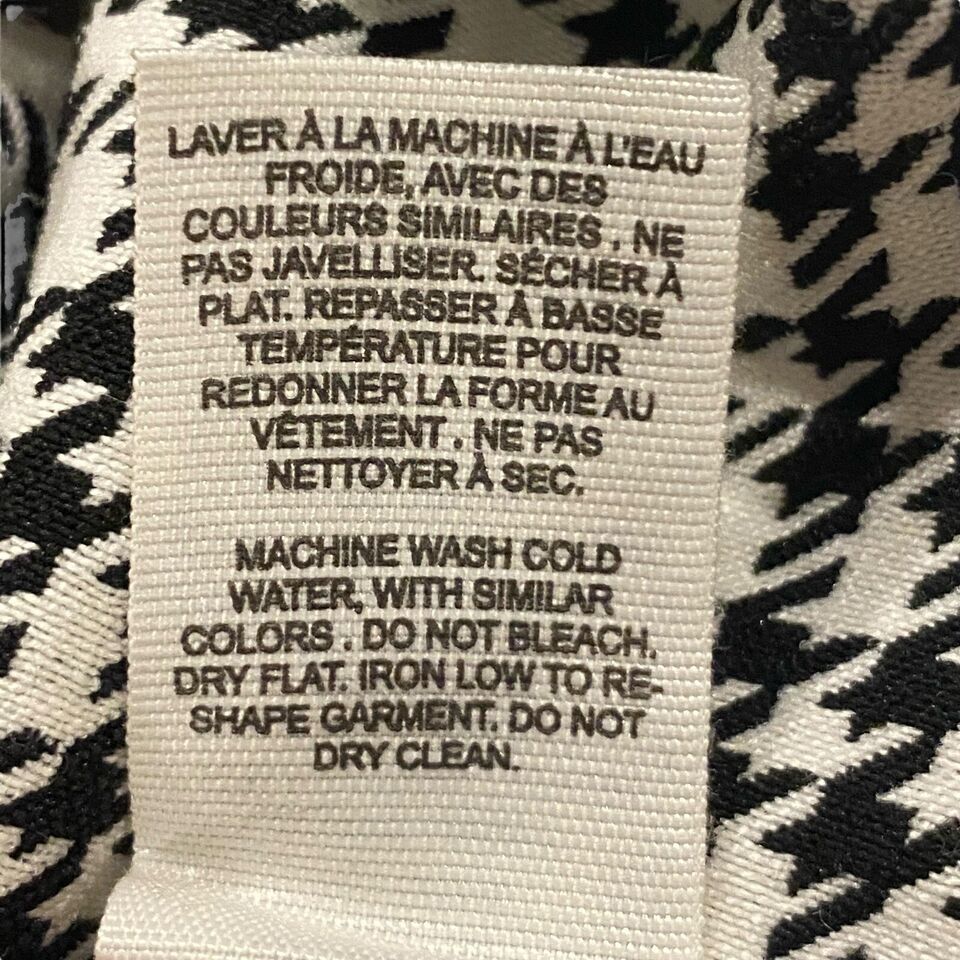 LAVER À LA MACHINE À L'EAU
FROIDE, AVEC DES
COULEURS SIMILAIRES . NE
PAS JAVELLISER. SÉCHER À
PLAT. REPASSER À BASSE
TEMPÉRATURE POUR
REDONNER LA FORME AU
VÉTEMENT . NE PAS
NETTOYER À SEC.
MACHINE WASH COLD
WATER, WITH SIMILAR
COLORS . DO NOT BLEACH.
DRY FLAT. IRON LOW TO RE-
SHAPE GARMENT. DO NOT
DRY CLEAN.